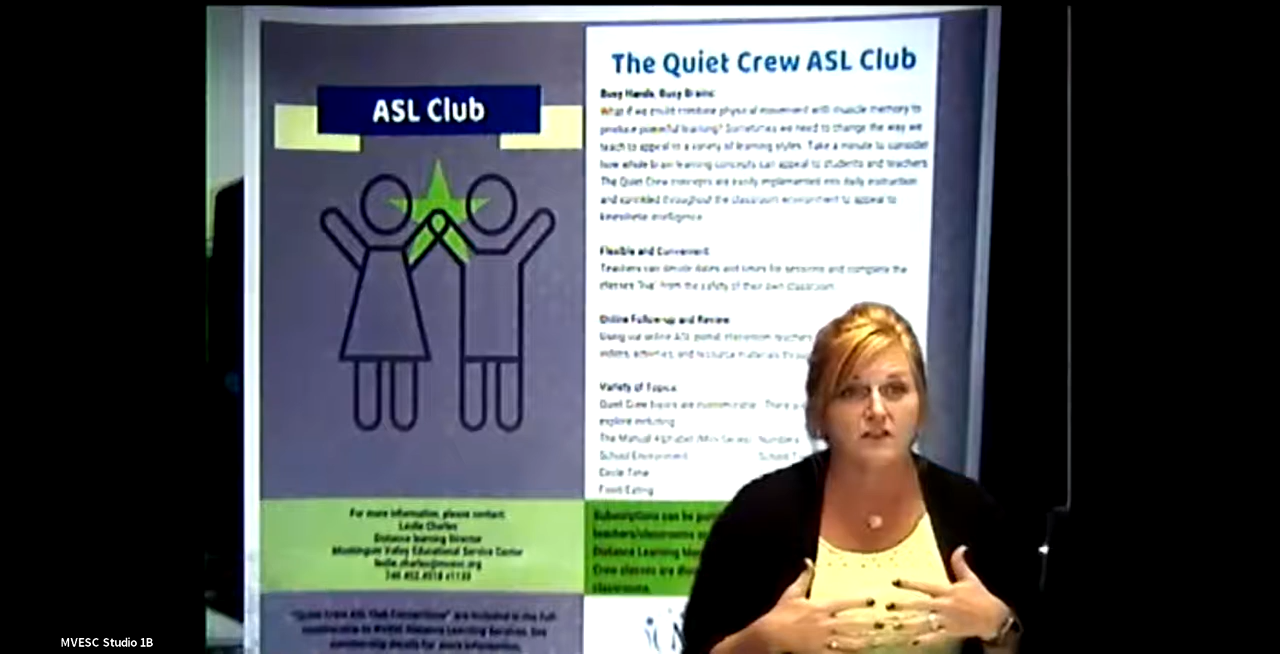 ASL Club
For more information, please contact:
Leslie Charles
Distance Learning Director
Muskingum Valley Educational Service Center
leslie.charles@mvesc.org
740.452.4518 x1133
"Quiet Crew ASL Club Connections" are included in the full
membership to MVESC Distance Learning Services. See
membership details for more information.
The Quiet Crew ASL Club
Busy Hands, Busy Brains:
What if we could combine physical movement with muscle memory to
produce powerful learning? Sometimes we need to change the way we
teach to appeal to a variety of learning styles. Take a minute to consider
how whole brain learning concepts can appeal to students and teachers.
The Quiet Crew concepts are easily implemented into daily instruction
and sprinkled throughout the classroom environment to appeal to
kinesthetic intelligence.
Flexible and Convenient:
Teachers can decide dates and times for sessions and complete the
classes "live" from the safety of their own classroom.
Online Follow-up and Review:
Using our online ASL portal, classroom teachers
videos, activities, and resource materials
Variety of Topics:
Quiet Crew topics are customizable. There
explore including:
The Manual Alphabet (Mini Series) Numbers
School Environment School
Circle Time
Food/Eating
Subscriptions can be
teachers/classrooms
Distance Learning
Crew classes are
classrooms.
MVESC Studio 1B